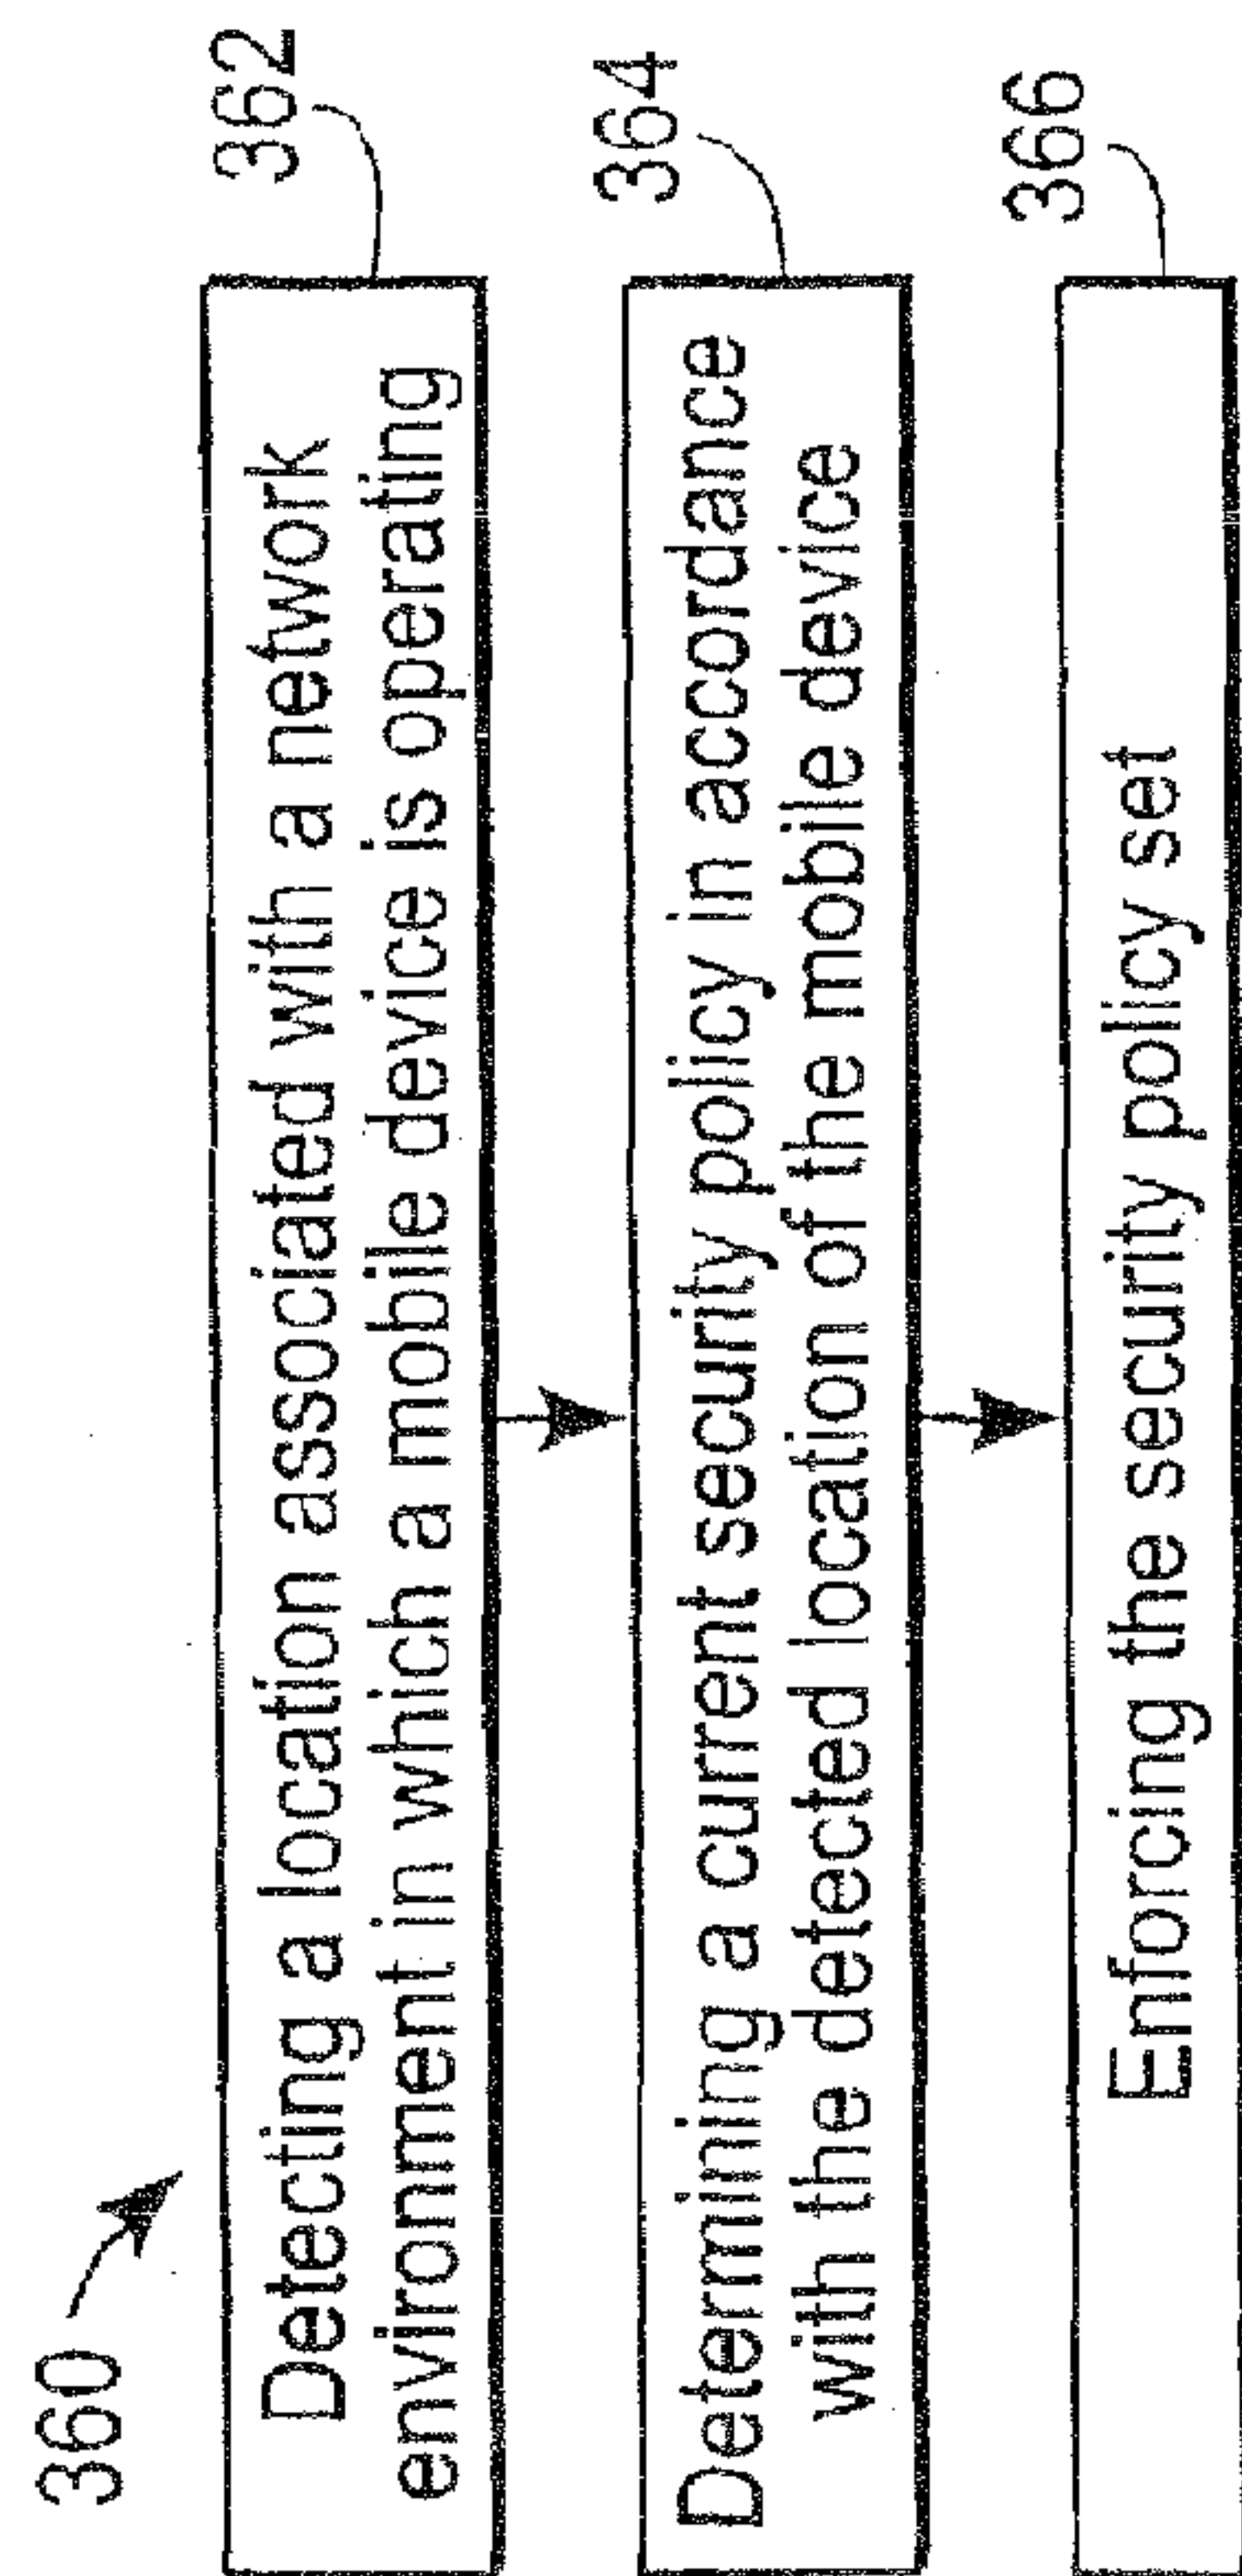 360
Detecting a location associated with a network
environment in which a mobile device is operating
362
Determining a current security policy in accordance
with the detected location of the mobile device
364
Enforcing the security policy set
366